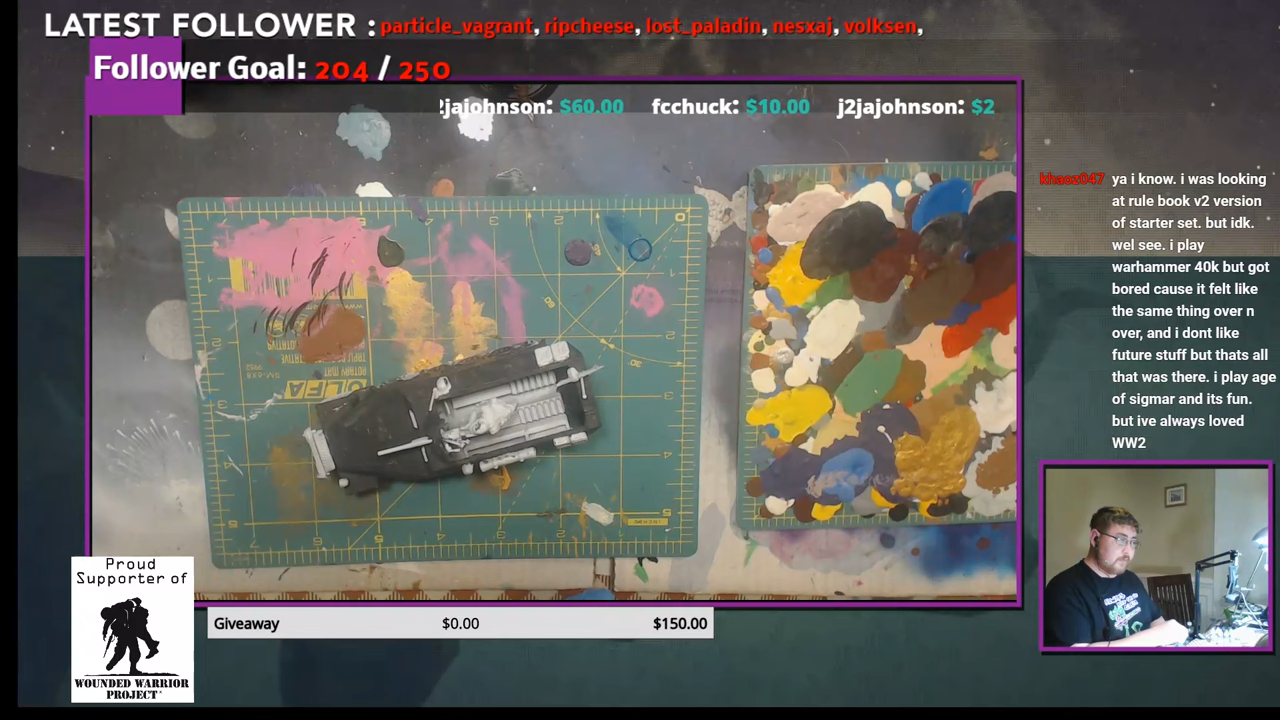 LATEST FOLLOWER : particle_vagrant, ripcheese, lost_paladin, nesxaj, volksen,
Follower Goal: 204 / 250
jajohnson: $60.00 fcchuck: $10.00 j2jajohnson: $2
khaoz047 ya i know. i was looking
at rule book v2 version
of starter set. but idk.
wel see. i play
warhammer 40k but got
bored cause it felt like
the same thing over n
over, and i dont like
future stuff but thats all
that was there. i play age
of sigmar and its fun.
but ive always loved
WW2
OLFA
Proud
Supporter of
WOUNDED WARRIOR
PROJECT
Giveaway $0.00 $150.00